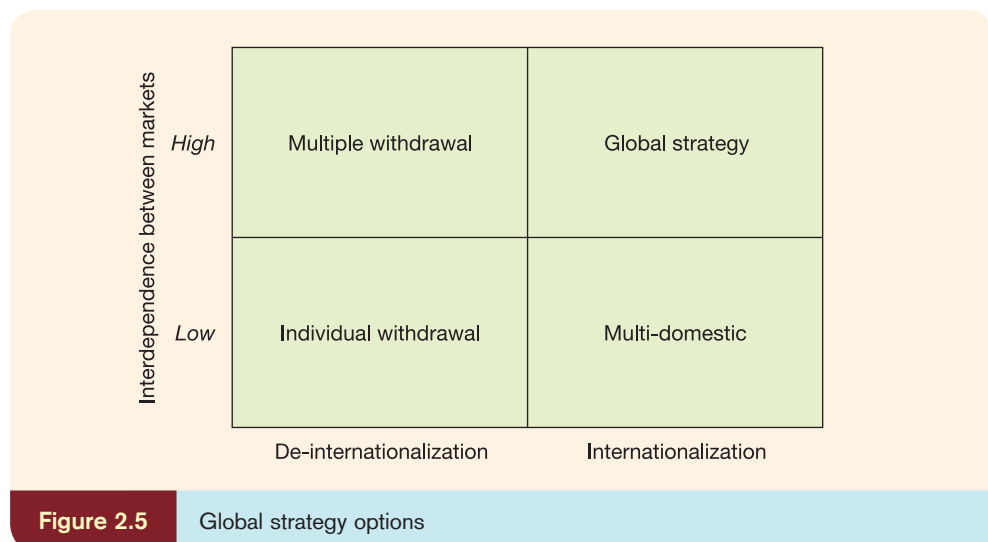 Interdependence between markets
High
Multiple withdrawal
Global strategy
Low
Individual withdrawal
Multi-domestic
De-internationalization
Internationalization
Figure 2.5
Global strategy options